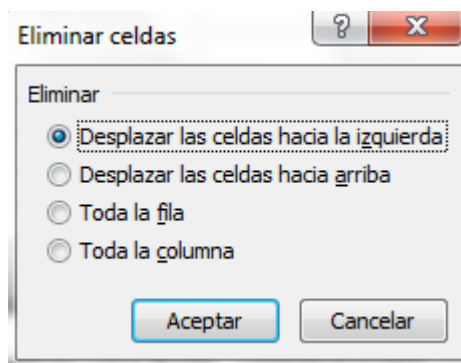 Eliminar celdas
Eliminar
Desplazar las celdas hacia la izquierda
Desplazar las celdas hacia arriba
Toda la fila
Toda la columna
Aceptar Cancelar